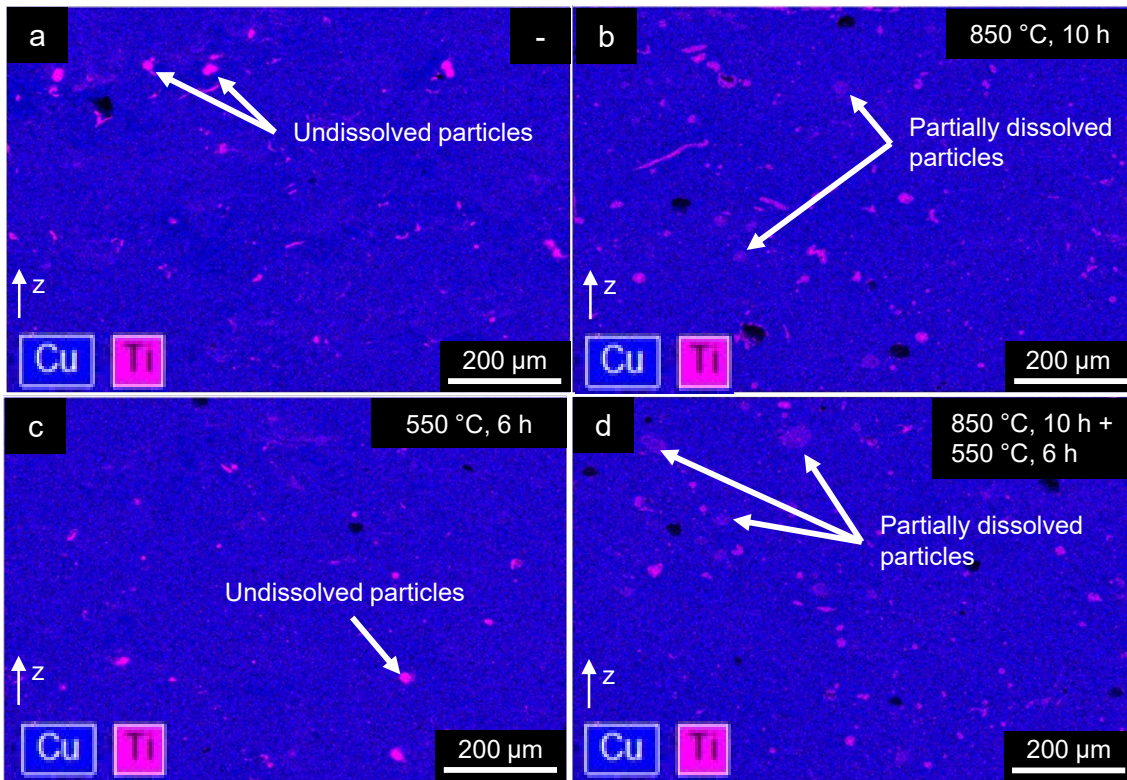 a
-
Undissolved particles
z
Cu
Ti
200 µm
b
850 °C, 10 h
Partially dissolved
particles
z
Cu
Ti
200 µm
c
550 °C, 6 h
Undissolved particles
z
Cu
Ti
200 µm
d
850 °C, 10 h +
550 °C, 6 h
Partially dissolved
particles
z
Cu
Ti
200 µm